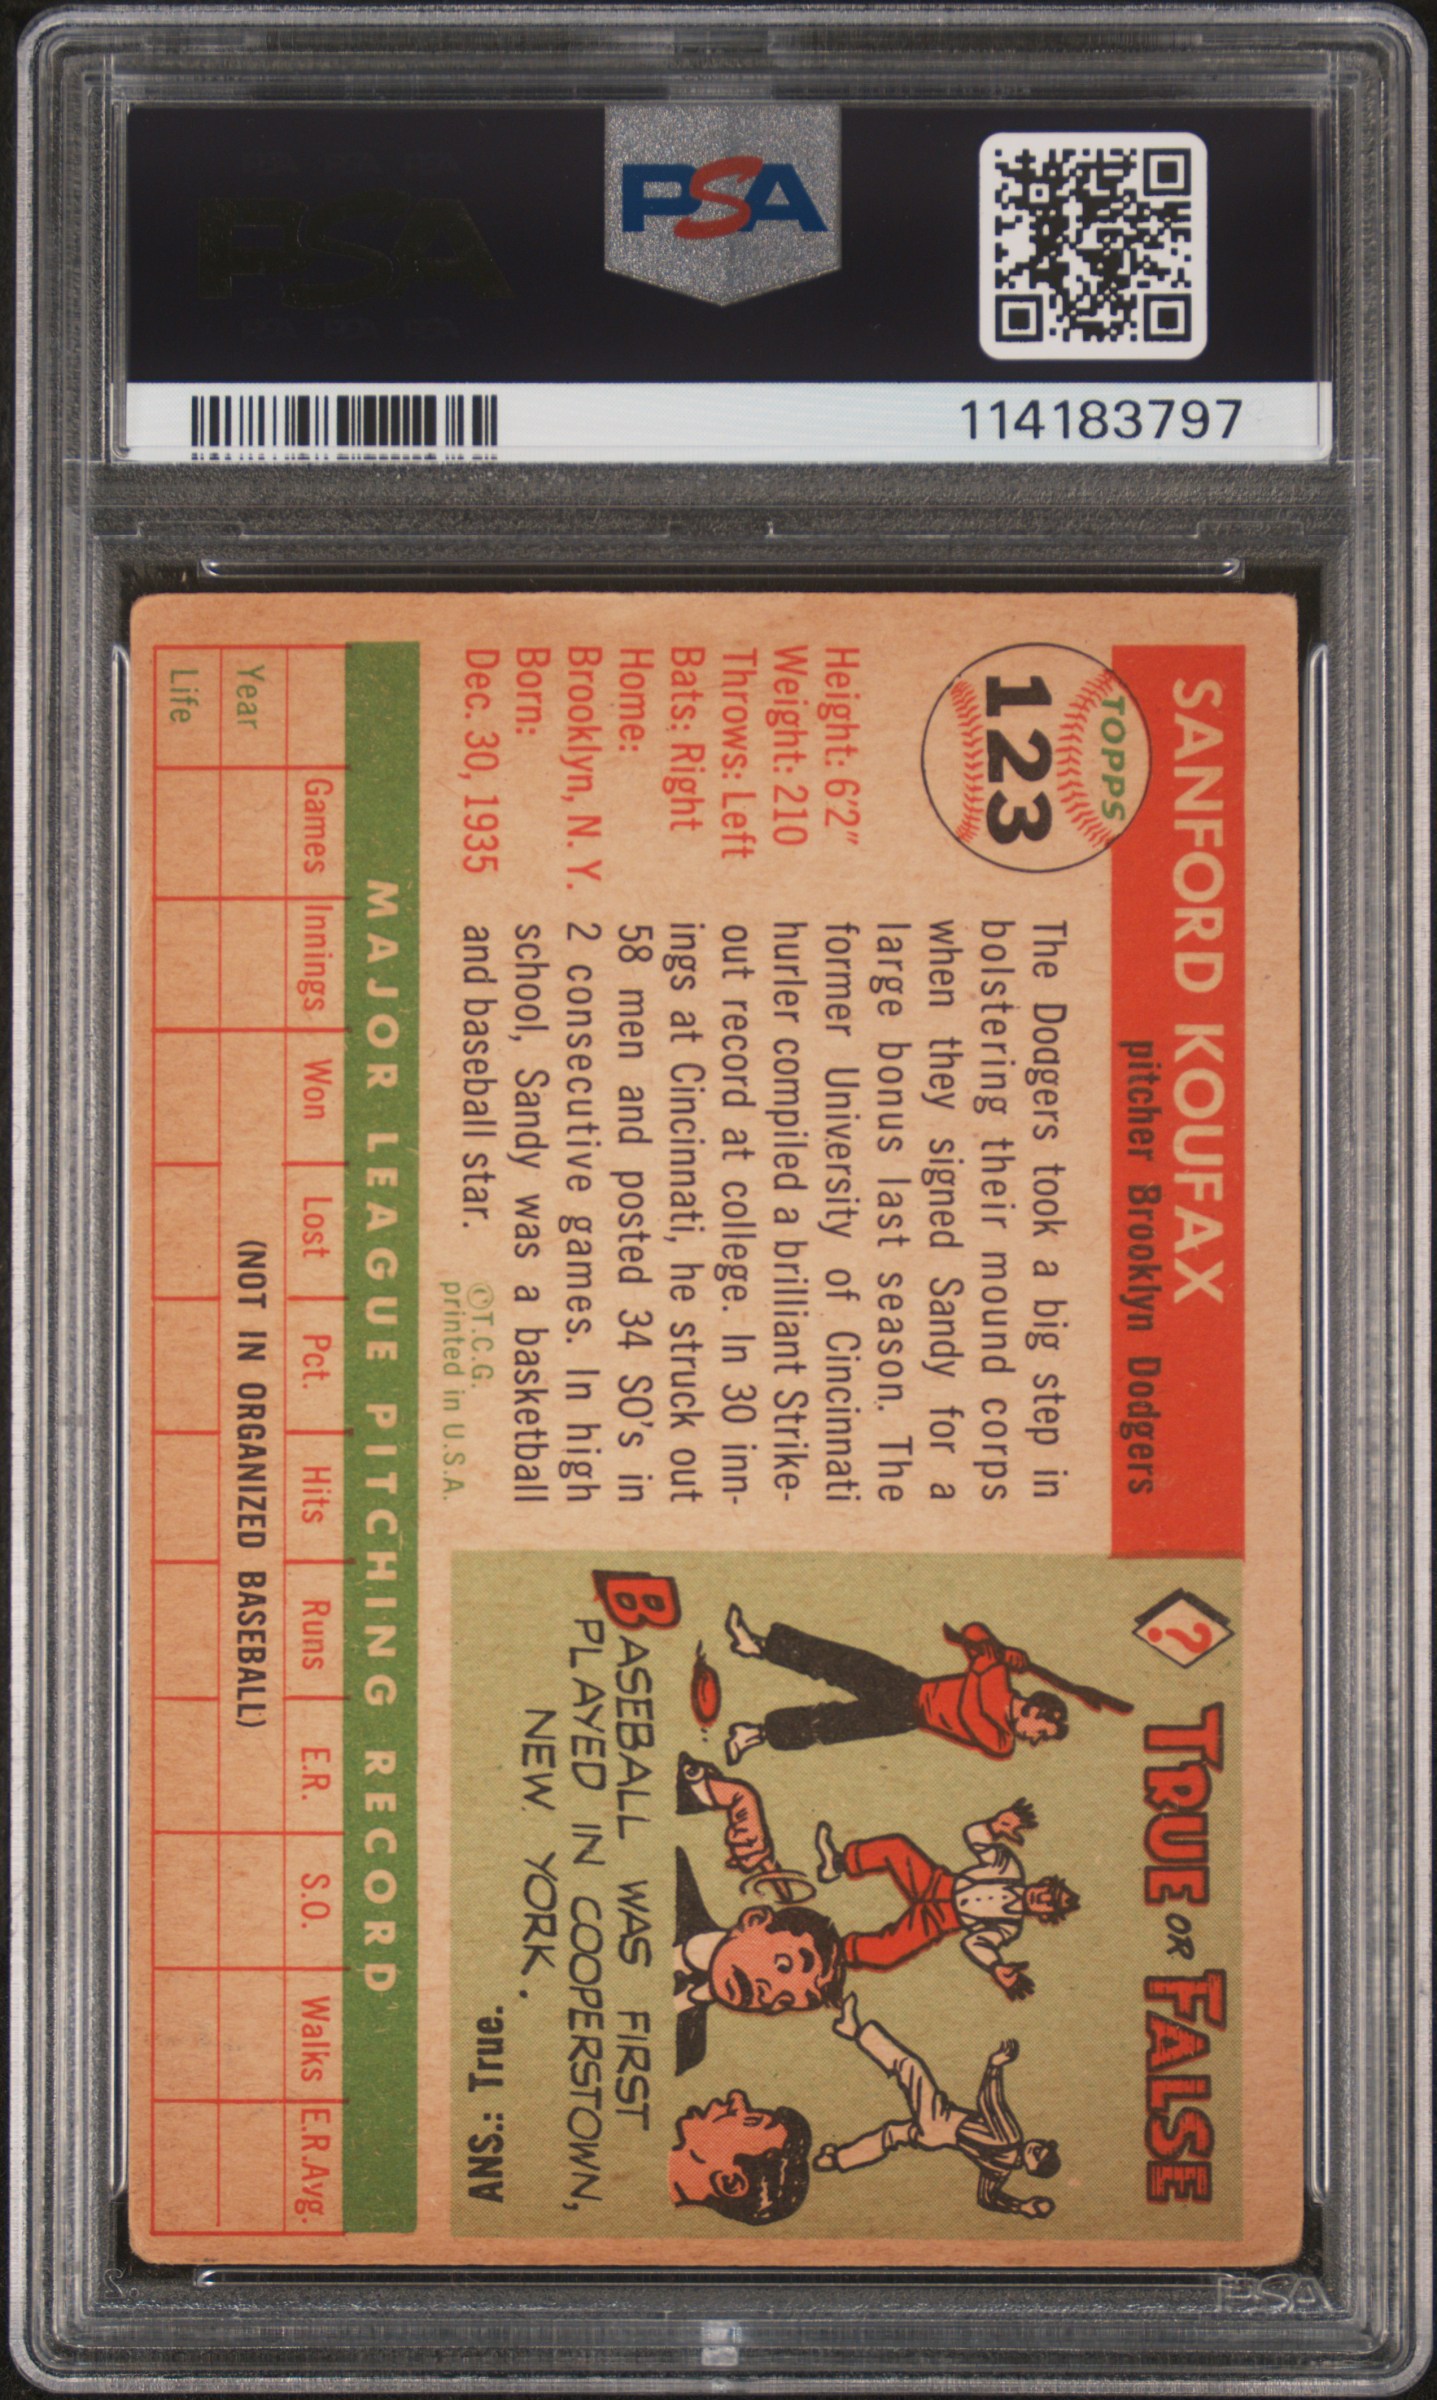 PSA
PSA
114183797
SANFORD KOUFAX
pitcher Brooklyn Dodgers
TOPPS
123
Height: 6'2"
Weight: 210
Throws: Left
Bats: Right
Home:
Brooklyn, N. Y.
Born:
Dec. 30, 1935
The Dodgers took a big step in
bolstering their mound corps
when they signed Sandy for a
large bonus last season. The
former University of Cincinnati
hurler compiled a brilliant Strike-
out record at college. In 30 inn-
ings at Cincinnati, he struck out
58 men and posted 34 SO's in
2 consecutive games. In high
school, Sandy was a basketball
and baseball star.
©T.C.G.
printed in U.S.A.
? TRUE OR FALSE
BASEBALL WAS FIRST
PLAYED IN COOPERSTOWN,
NEW YORK.
ANS.: True.
MAJOR LEAGUE PITCHING RECORD
Games Innings Won Lost Pct. Hits Runs E.R. S.O. Walks E.R.Avg.
Year (NOT IN ORGANIZED BASEBALL)
Life
PSA